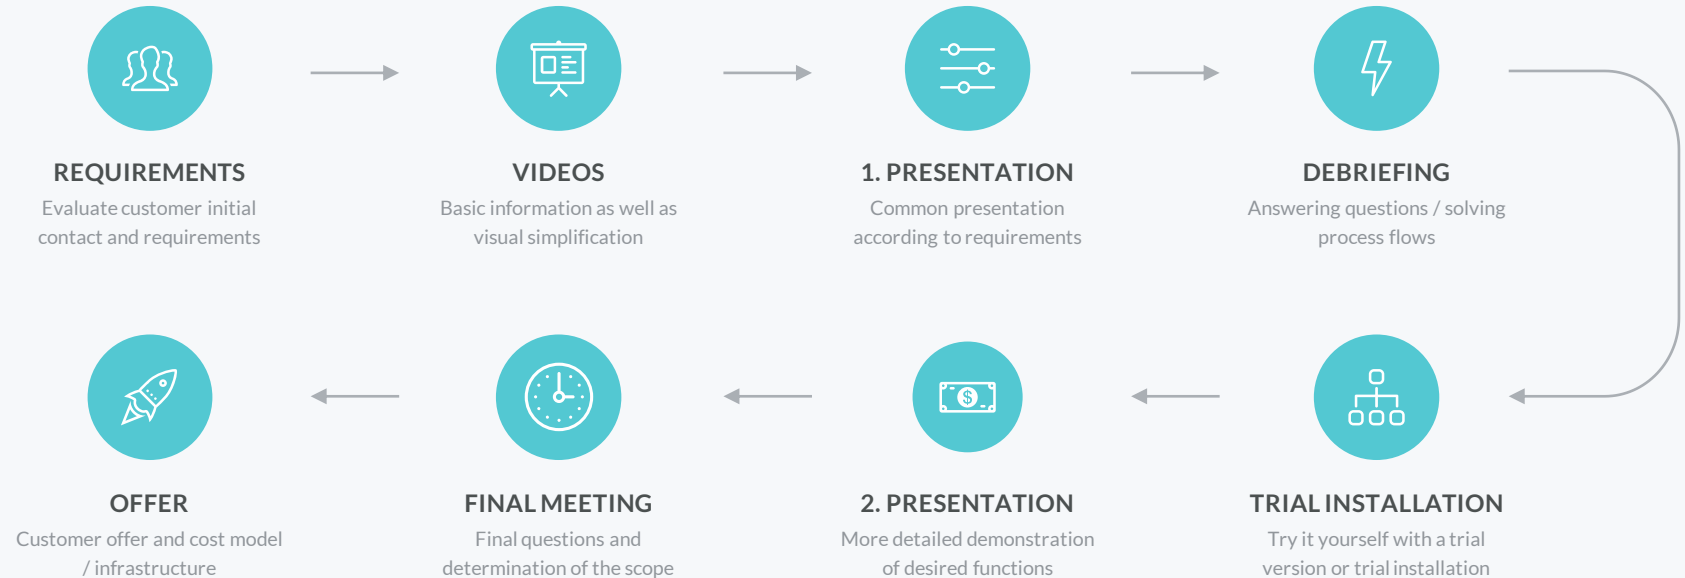 REQUIREMENTS
Evaluate customer initial
contact and requirements
VIDEOS
Basic information as well as
visual simplification
1. PRESENTATION
Common presentation
according to requirements
DEBRIEFING
Answering questions / solving
process flows
OFFER
Customer offer and cost model
/ infrastructure
FINAL MEETING
Final questions and
determination of the scope
2. PRESENTATION
More detailed demonstration
of desired functions
TRIAL INSTALLATION
Try it yourself with a trial
version or trial installation
$